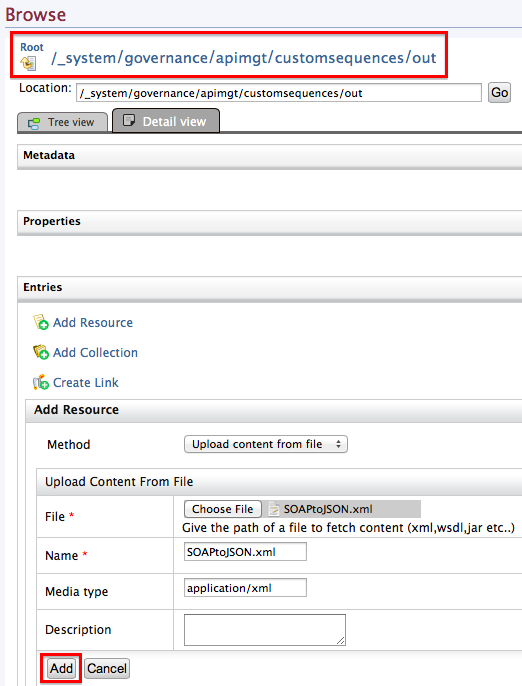 Browse
Root /_system/governance/apimgt/customsequences/out
Location: /_system/governance/apimgt/customsequences/out Go
Tree view Detail view
Metadata
Properties
Entries
Add Resource
Add Collection
Create Link
Add Resource
Method Upload content from file
Upload Content From File
File * Choose File SOAPtoJSON.xml
Give the path of a file to fetch content (xml,wsdl,jar etc..)
Name * SOAPtoJSON.xml
Media type application/xml
Description
Add Cancel